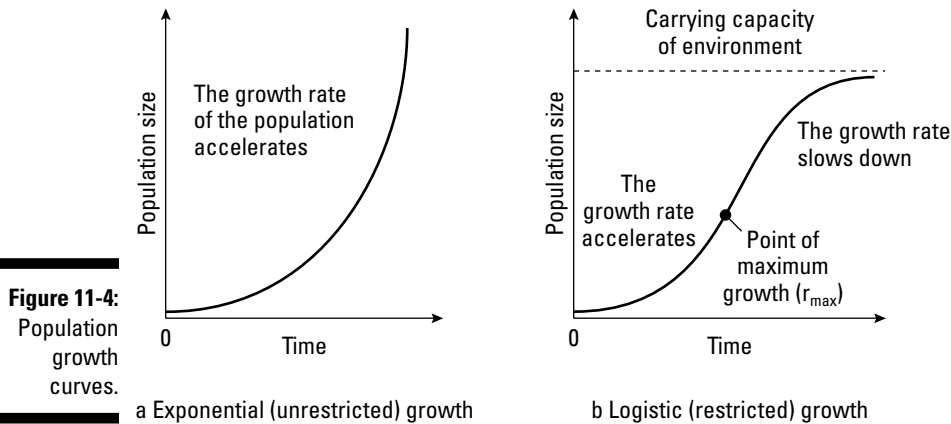 Figure 11-4:
Population
growth
curves.
Population size
The growth rate
of the population
accelerates
0
Time
a Exponential (unrestricted) growth
Carrying capacity
of environment
Population size
The growth rate
slows down
The
growth rate
accelerates
Point of
maximum
growth (rmax)
0
Time
b Logistic (restricted) growth